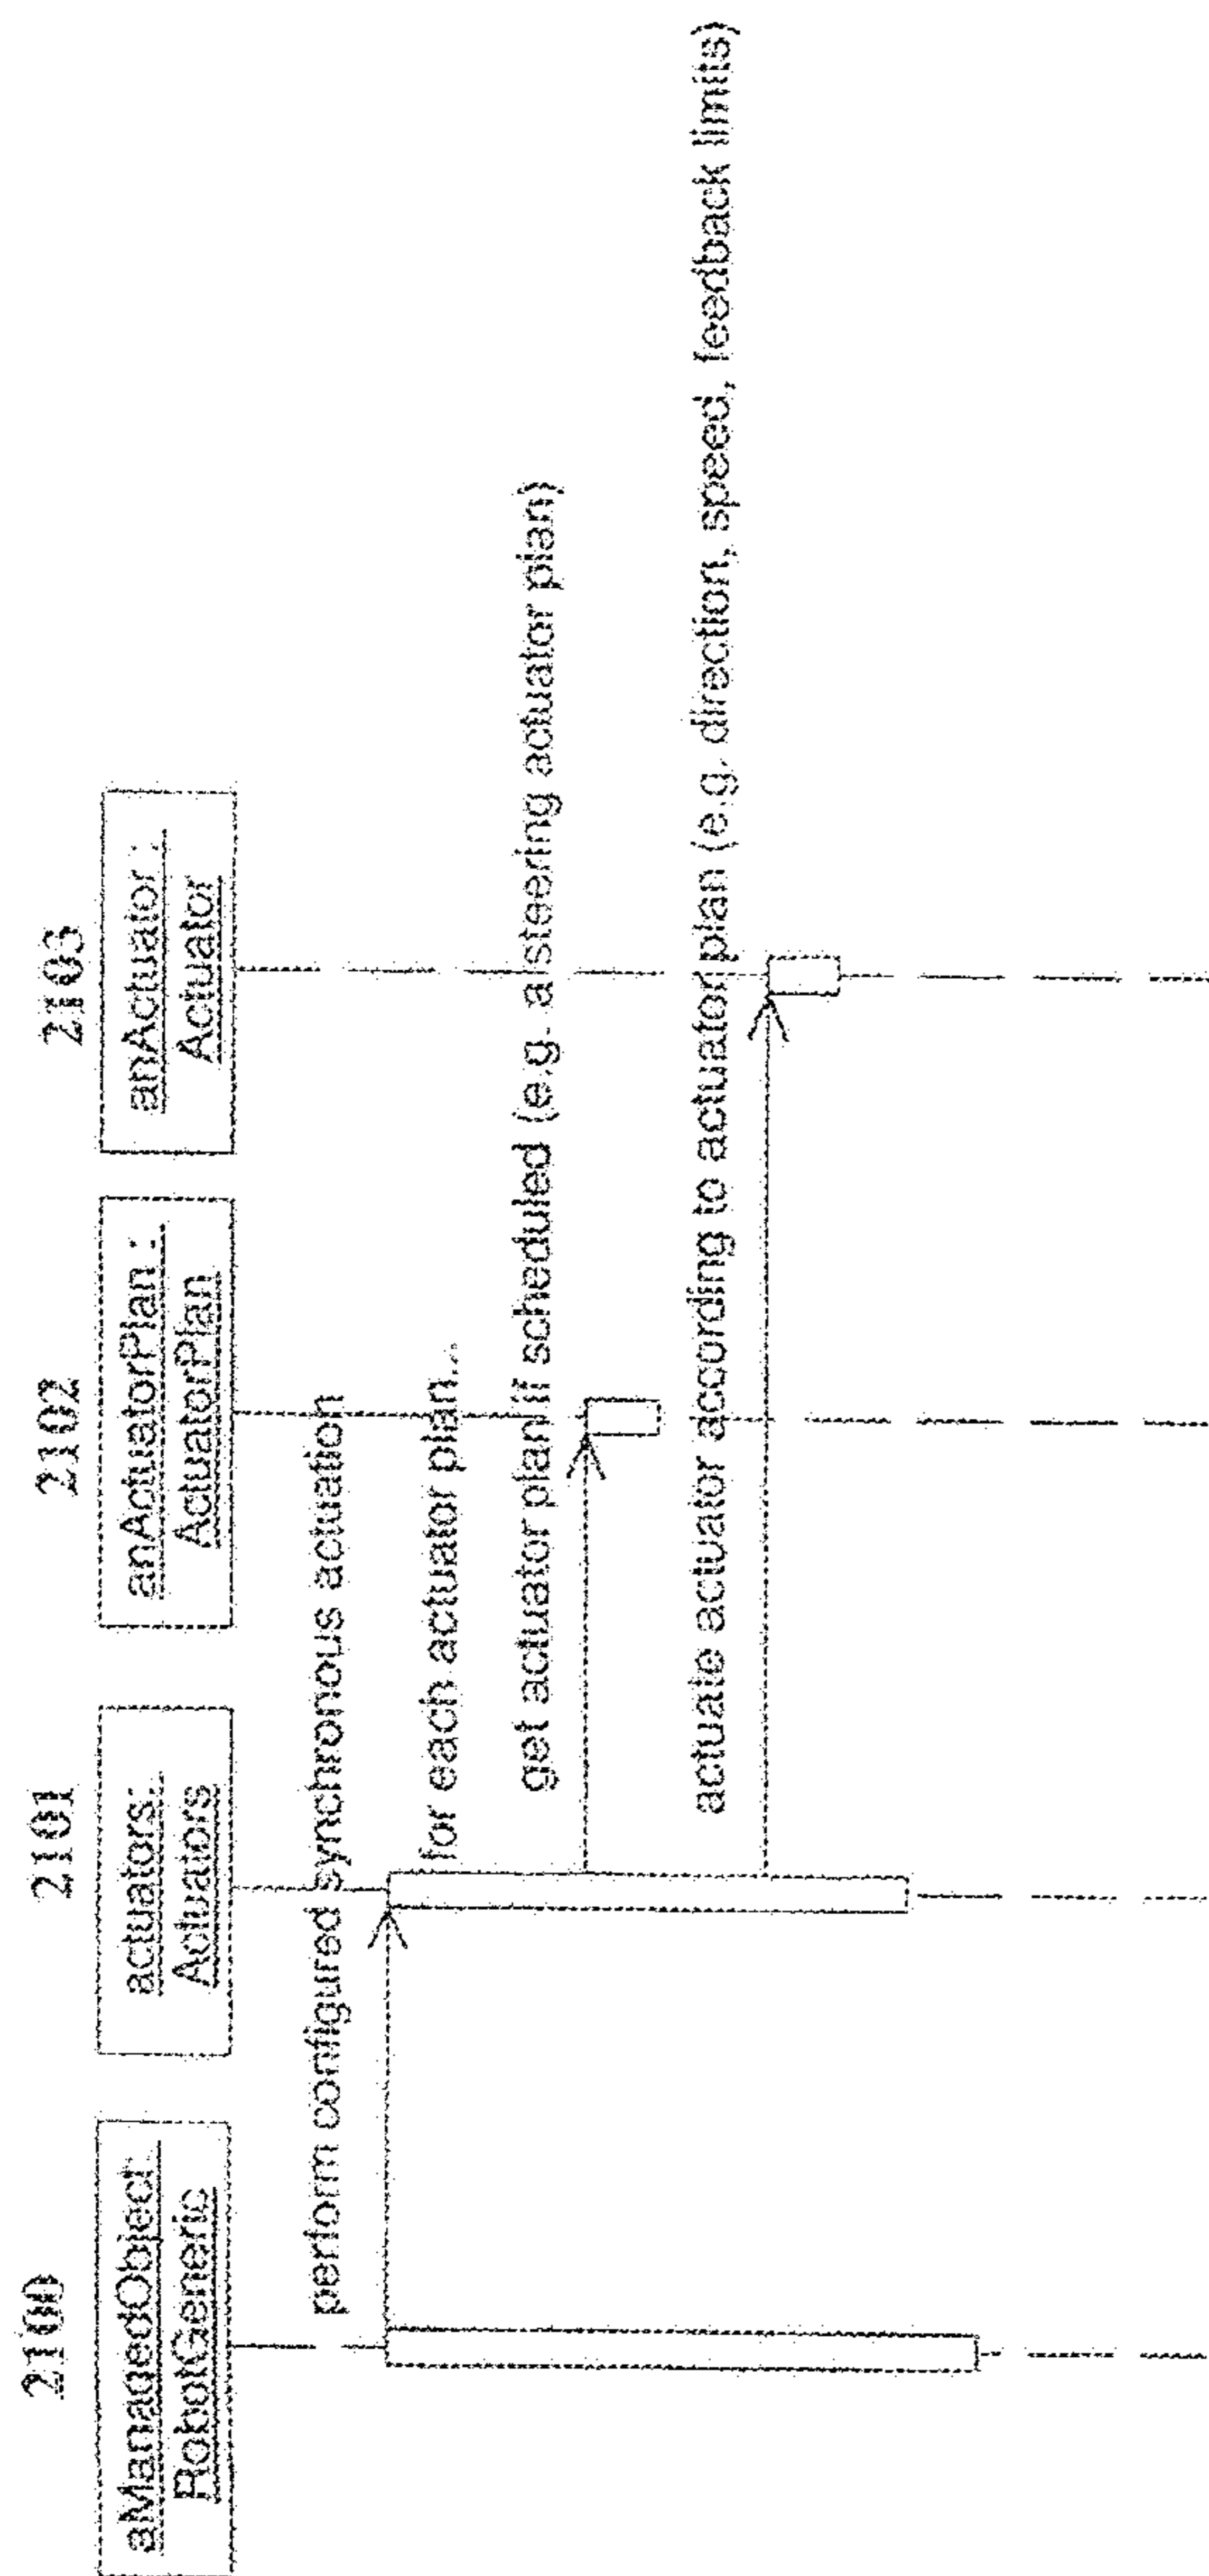 2100
2101
2102
2103
aManagedObject:
RobotGeneric
actuators:
Actuators
anActuatorPlan :
ActuatorPlan
anActuator :
Actuator
perform configured synchronous actuation
for each actuator plan...
get actuator plan if scheduled (e.g. a steering actuator plan)
actuate actuator according to actuator plan (e.g. direction, speed, feedback limits)